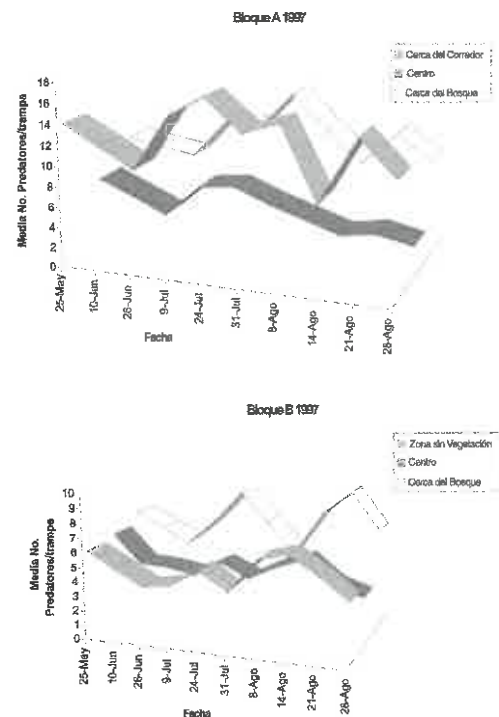 Bloque A 1997
Cerca del Corredor
Centro
Cerca del Bosque
Media No. Predatores/trampa
18
16
14
12
10
8
6
4
2
0
25-May
10-Jun
26-Jun
9-Jul
24-Jul
31-Jul
8-Ago
14-Ago
21-Ago
28-Ago
Fecha
Bloque B 1997
Zona sin Vegetación
Centro
Cerca del Bosque
Media No.
Predatores/trampa
10
9
8
7
6
5
4
3
2
1
0
25-May
10-Jun
26-Jun
9-Jul
24-Jul
31-Jul
8-Ago
14-Ago
21-Ago
28-Ago
Fecha